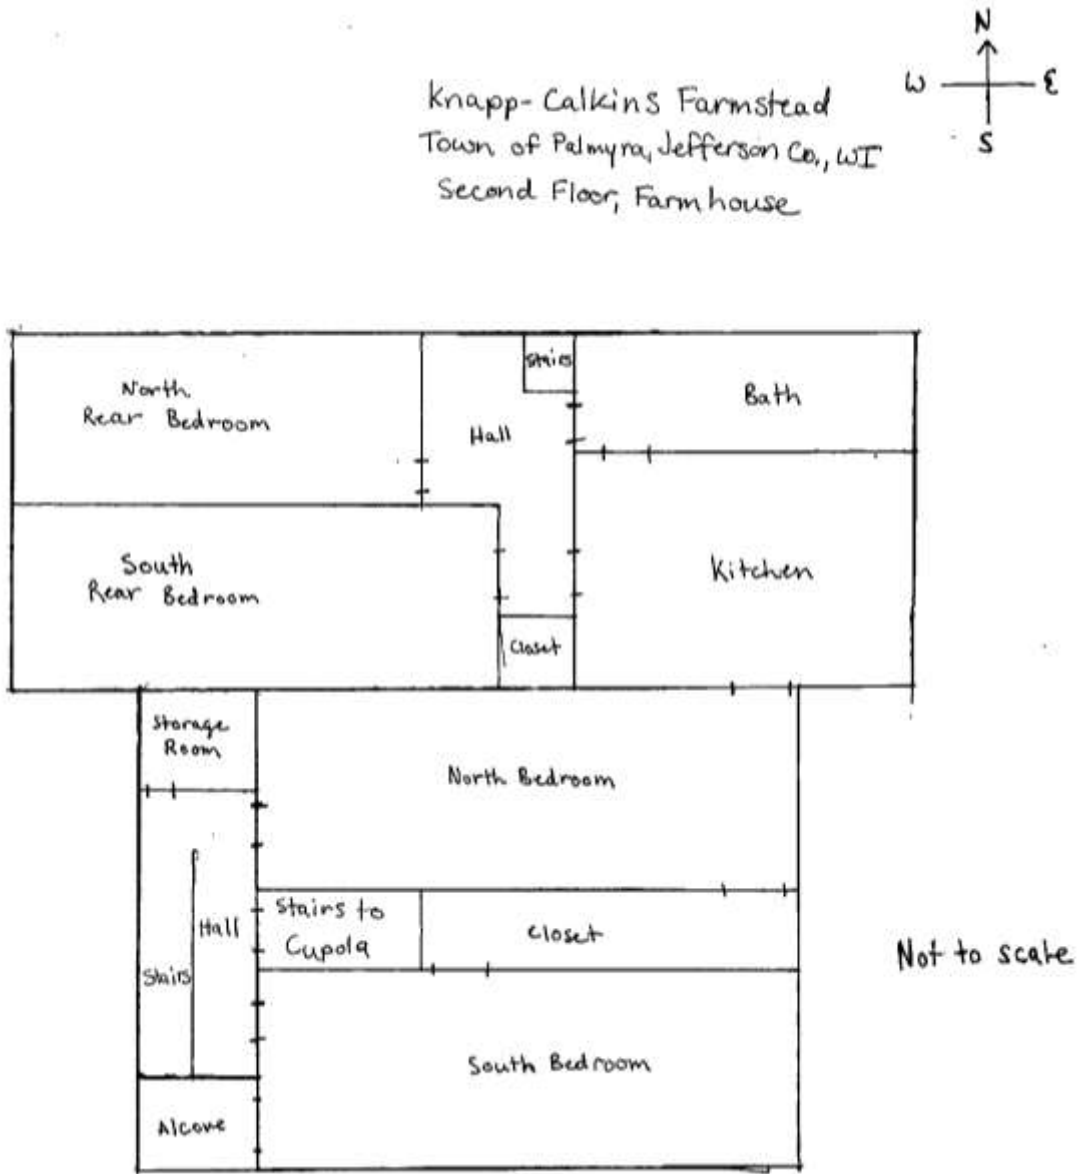 N
W E
S
Knapp-Calkins Farmstead
Town of Palmyra, Jefferson Co., WI
Second Floor, Farmhouse
Stairs
North
Rear Bedroom
Bath
Hall
South
Rear Bedroom
Kitchen
Closet
Storage
Room
North Bedroom
Stairs to
Cupola
Hall
Closet
Not to scale
Stairs
South Bedroom
Alcove